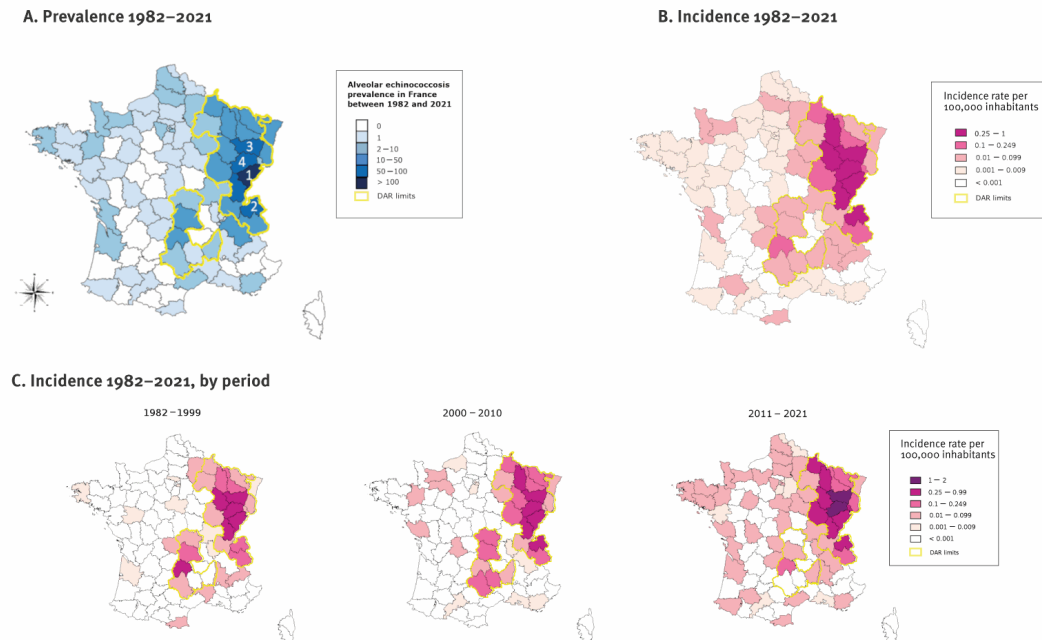 A. Prevalence 1982–2021
B. Incidence 1982–2021
Alveolar echinococcosis
prevalence in France
between 1982 and 2021
0
1
2–10
10–50
50–100
> 100
DAR limits
3
4
1
2
Incidence rate per
100,000 inhabitants
0.25 – 1
0.1 – 0.249
0.01 – 0.099
0.001 – 0.009
< 0.001
DAR limits
C. Incidence 1982–2021, by period
1982 – 1999
2000 – 2010
2011 – 2021
Incidence rate per
100,000 inhabitants
1 – 2
0.25 – 0.99
0.1 – 0.249
0.01 – 0.099
0.001 – 0.009
< 0.001
DAR limits